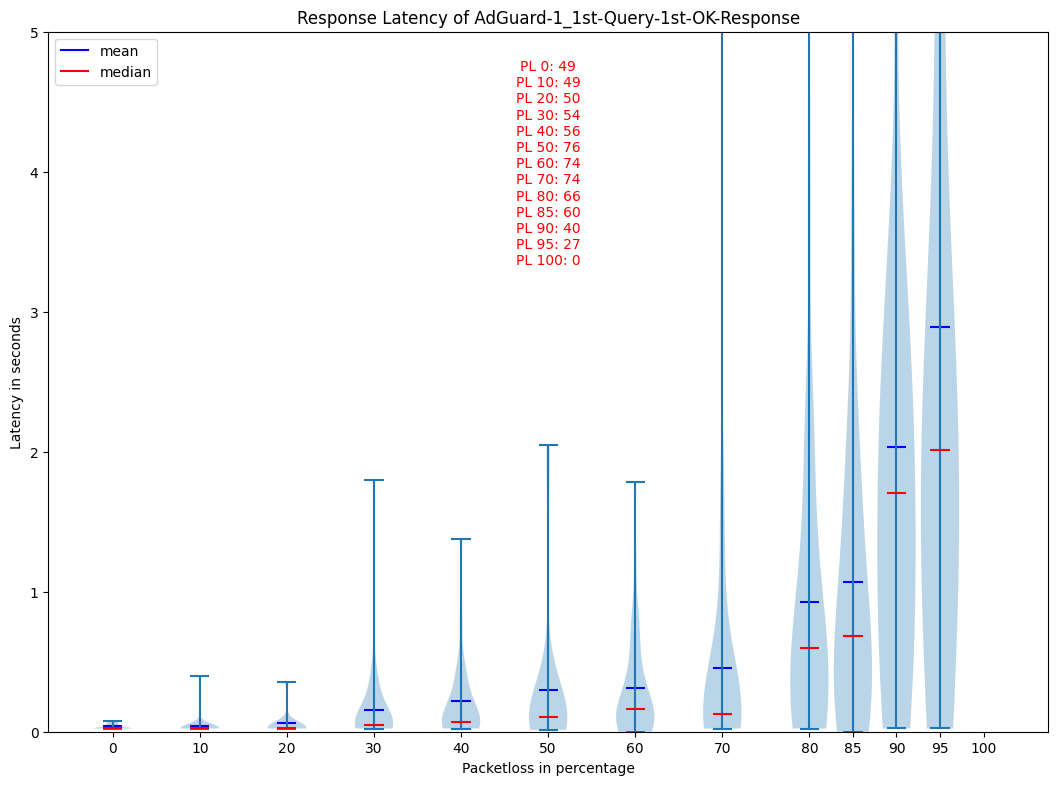 Response Latency of AdGuard-1_1st-Query-1st-OK-Response
mean
median
PL 0: 49
PL 10: 49
PL 20: 50
PL 30: 54
PL 40: 56
PL 50: 76
PL 60: 74
PL 70: 74
PL 80: 66
PL 85: 60
PL 90: 40
PL 95: 27
PL 100: 0
Latency in seconds
5
4
3
2
1
0
0 10 20 30 40 50 60 70 80 85 90 95 100
Packetloss in percentage